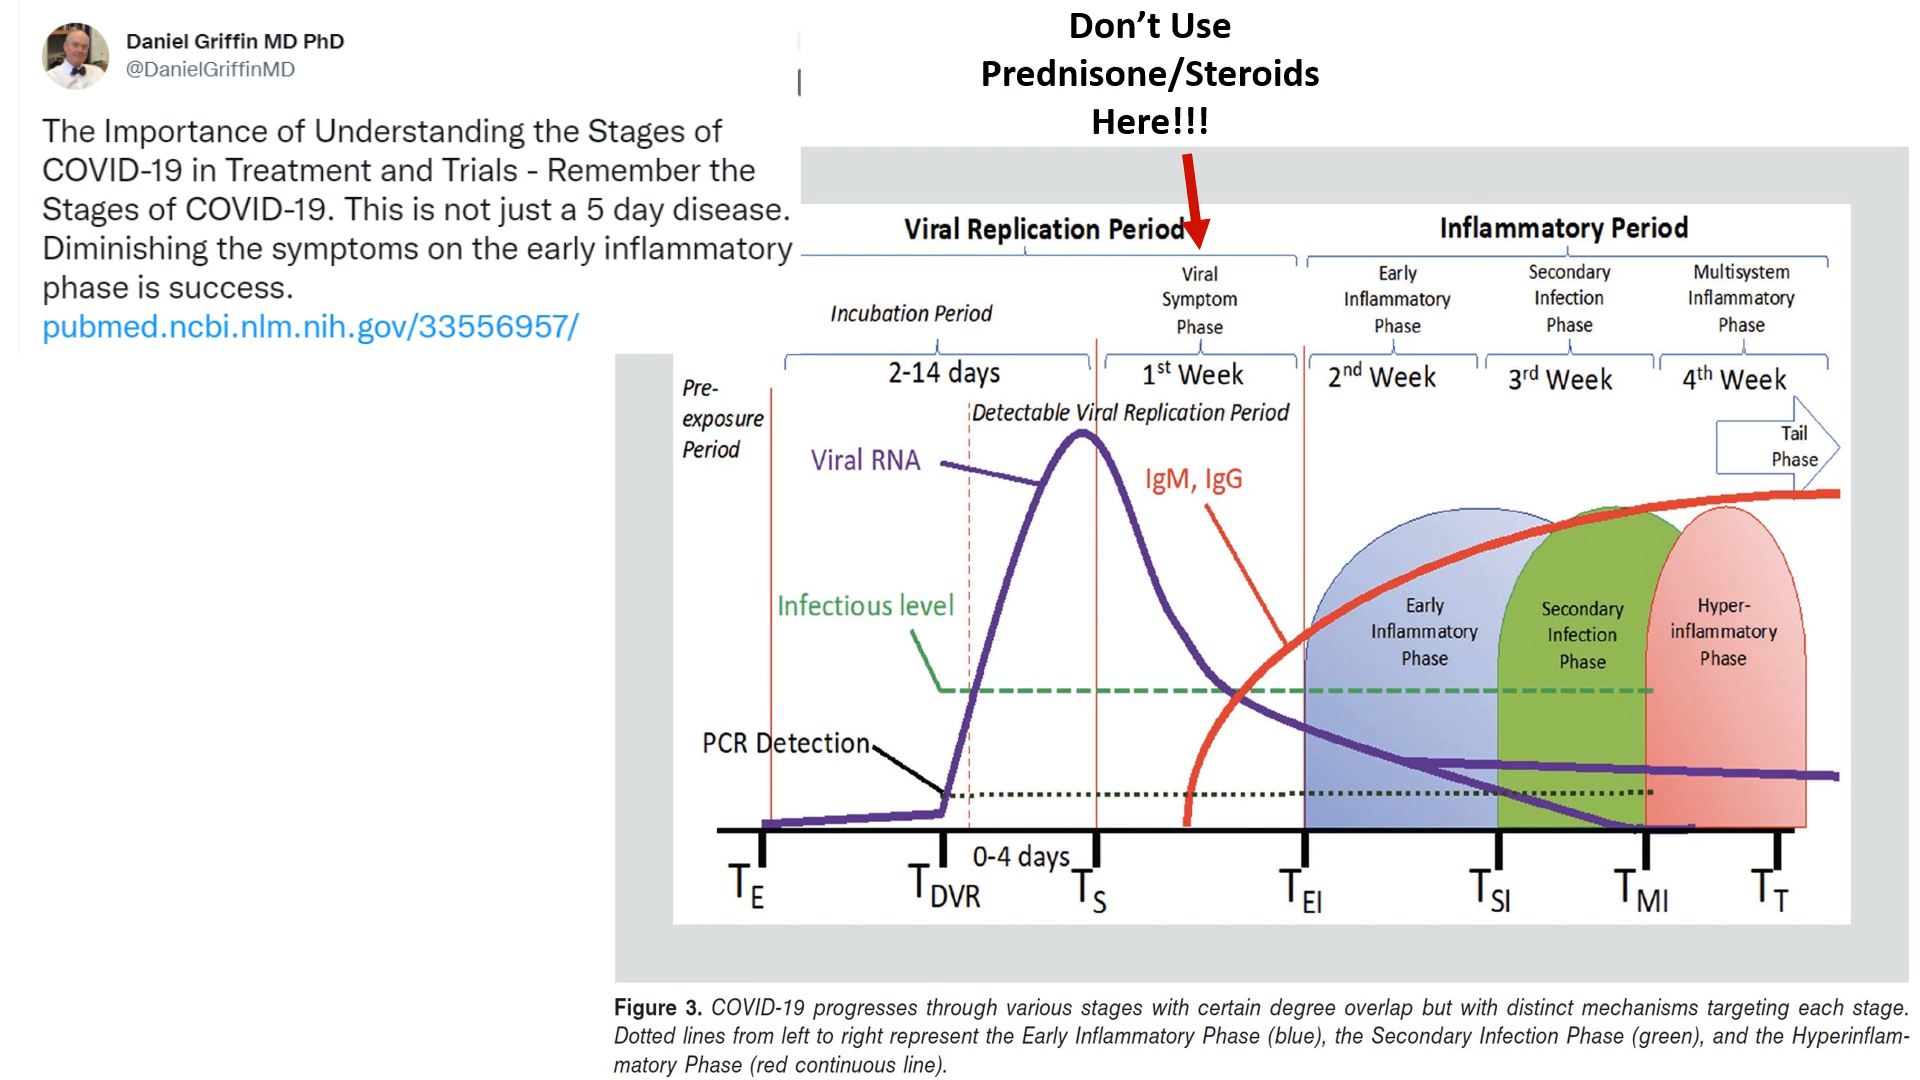 Daniel Griffin MD PhD
@DanielGriffinMD
The Importance of Understanding the Stages of
COVID-19 in Treatment and Trials - Remember the
Stages of COVID-19. This is not just a 5 day disease.
Diminishing the symptoms on the early inflammatory
phase is success.
pubmed.ncbi.nlm.nih.gov/33556957/
Don’t Use
Prednisone/Steroids
Here!!!
Viral Replication Period
Inflammatory Period
Incubation Period
Viral
Symptom
Phase
Early
Inflammatory
Phase
Secondary
Infection
Phase
Multisystem
Inflammatory
Phase
2-14 days
1st Week
2nd Week
3rd Week
4th Week
Pre-
exposure
Period
Detectable Viral Replication Period
Tail
Phase
Viral RNA
IgM, IgG
Infectious level
Early
Inflammatory
Phase
Secondary
Infection
Phase
Hyper-
inflammatory
Phase
PCR Detection
0-4 days
TE
TDVR
TS
TEI
TSI
TMI
TT
Figure 3. COVID-19 progresses through various stages with certain degree overlap but with distinct mechanisms targeting each stage.
Dotted lines from left to right represent the Early Inflammatory Phase (blue), the Secondary Infection Phase (green), and the Hyperinflam-
matory Phase (red continuous line).